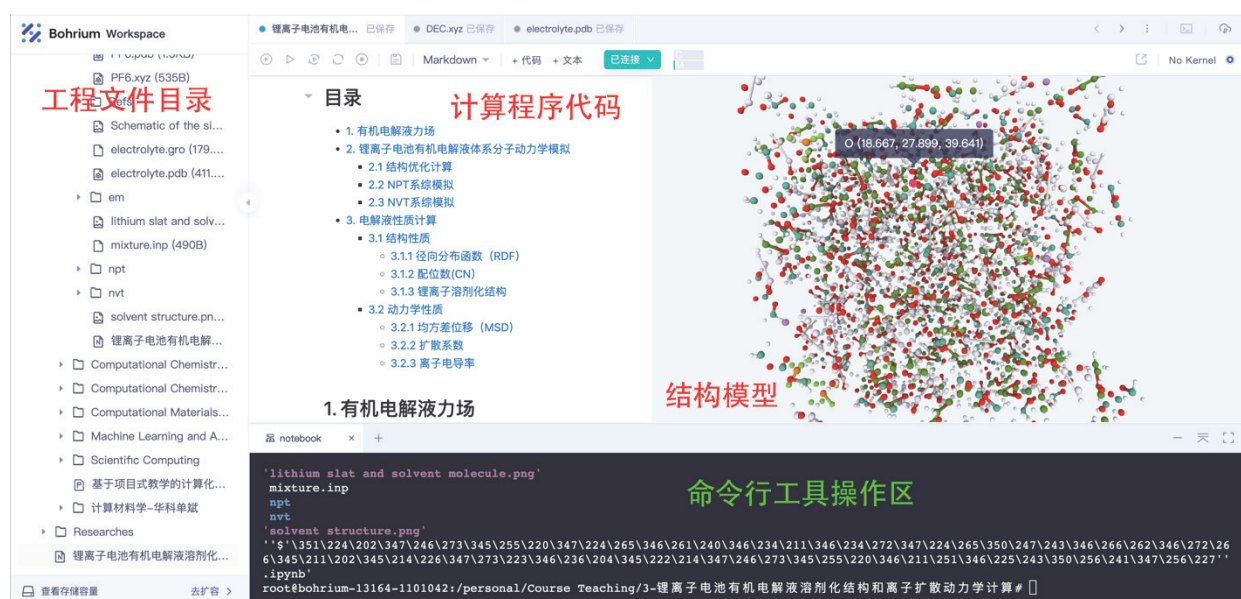 Bohrium Workspace
锂离子电池有机电... 已保存
DEC.xyz 已保存
electrolyte.pdb 已保存
Markdown
+ 代码 + 文本
已连接
No Kernel
PF6.xyz (535B)
工程文件目录
Schematic of the si...
electrolyte.gro (179....
electrolyte.pdb (411....
em
lithium slat and solv...
mixture.inp (490B)
npt
nvt
solvent structure.pn...
锂离子电池有机电解...
Computational Chemistr...
Computational Chemistr...
Computational Materials...
Machine Learning and A...
Scientific Computing
基于项目式教学的计算化...
计算材料学-华科单斌
Researches
锂离子电池有机电解液溶剂化...
查看存储容量 去扩容
目录
计算程序代码
1. 有机电解液力场
2. 锂离子电池有机电解液体系分子动力学模拟
2.1 结构优化计算
2.2 NPT系综模拟
2.3 NVT系综模拟
3. 电解液性质计算
3.1 结构性质
3.1.1 径向分布函数（RDF）
3.1.2 配位数(CN)
3.1.3 锂离子溶剂化结构
3.2 动力学性质
3.2.1 均方差位移（MSD）
3.2.2 扩散系数
3.2.3 离子电导率
1. 有机电解液力场
O (18.667, 27.899, 39.641)
结构模型
notebook
'lithium slat and solvent molecule.png'
mixture.inp
npt
nvt
命令行工具操作区
'solvent structure.png'
''$'\351\224\202\347\246\273\345\255\220\347\224\265\346\261\240\346\234\211\346\234\272\347\224\265\350\247\243\346\266\262\346\272\26
6\345\211\202\345\214\226\347\273\223\346\236\204\345\222\214\347\246\273\345\255\220\346\211\251\346\225\243\350\256\241\347\256\227''
.ipynb'
root@bohrium-13164-1101042:/personal/Course Teaching/3-锂离子电池有机电解液溶剂化结构和离子扩散动力学计算#